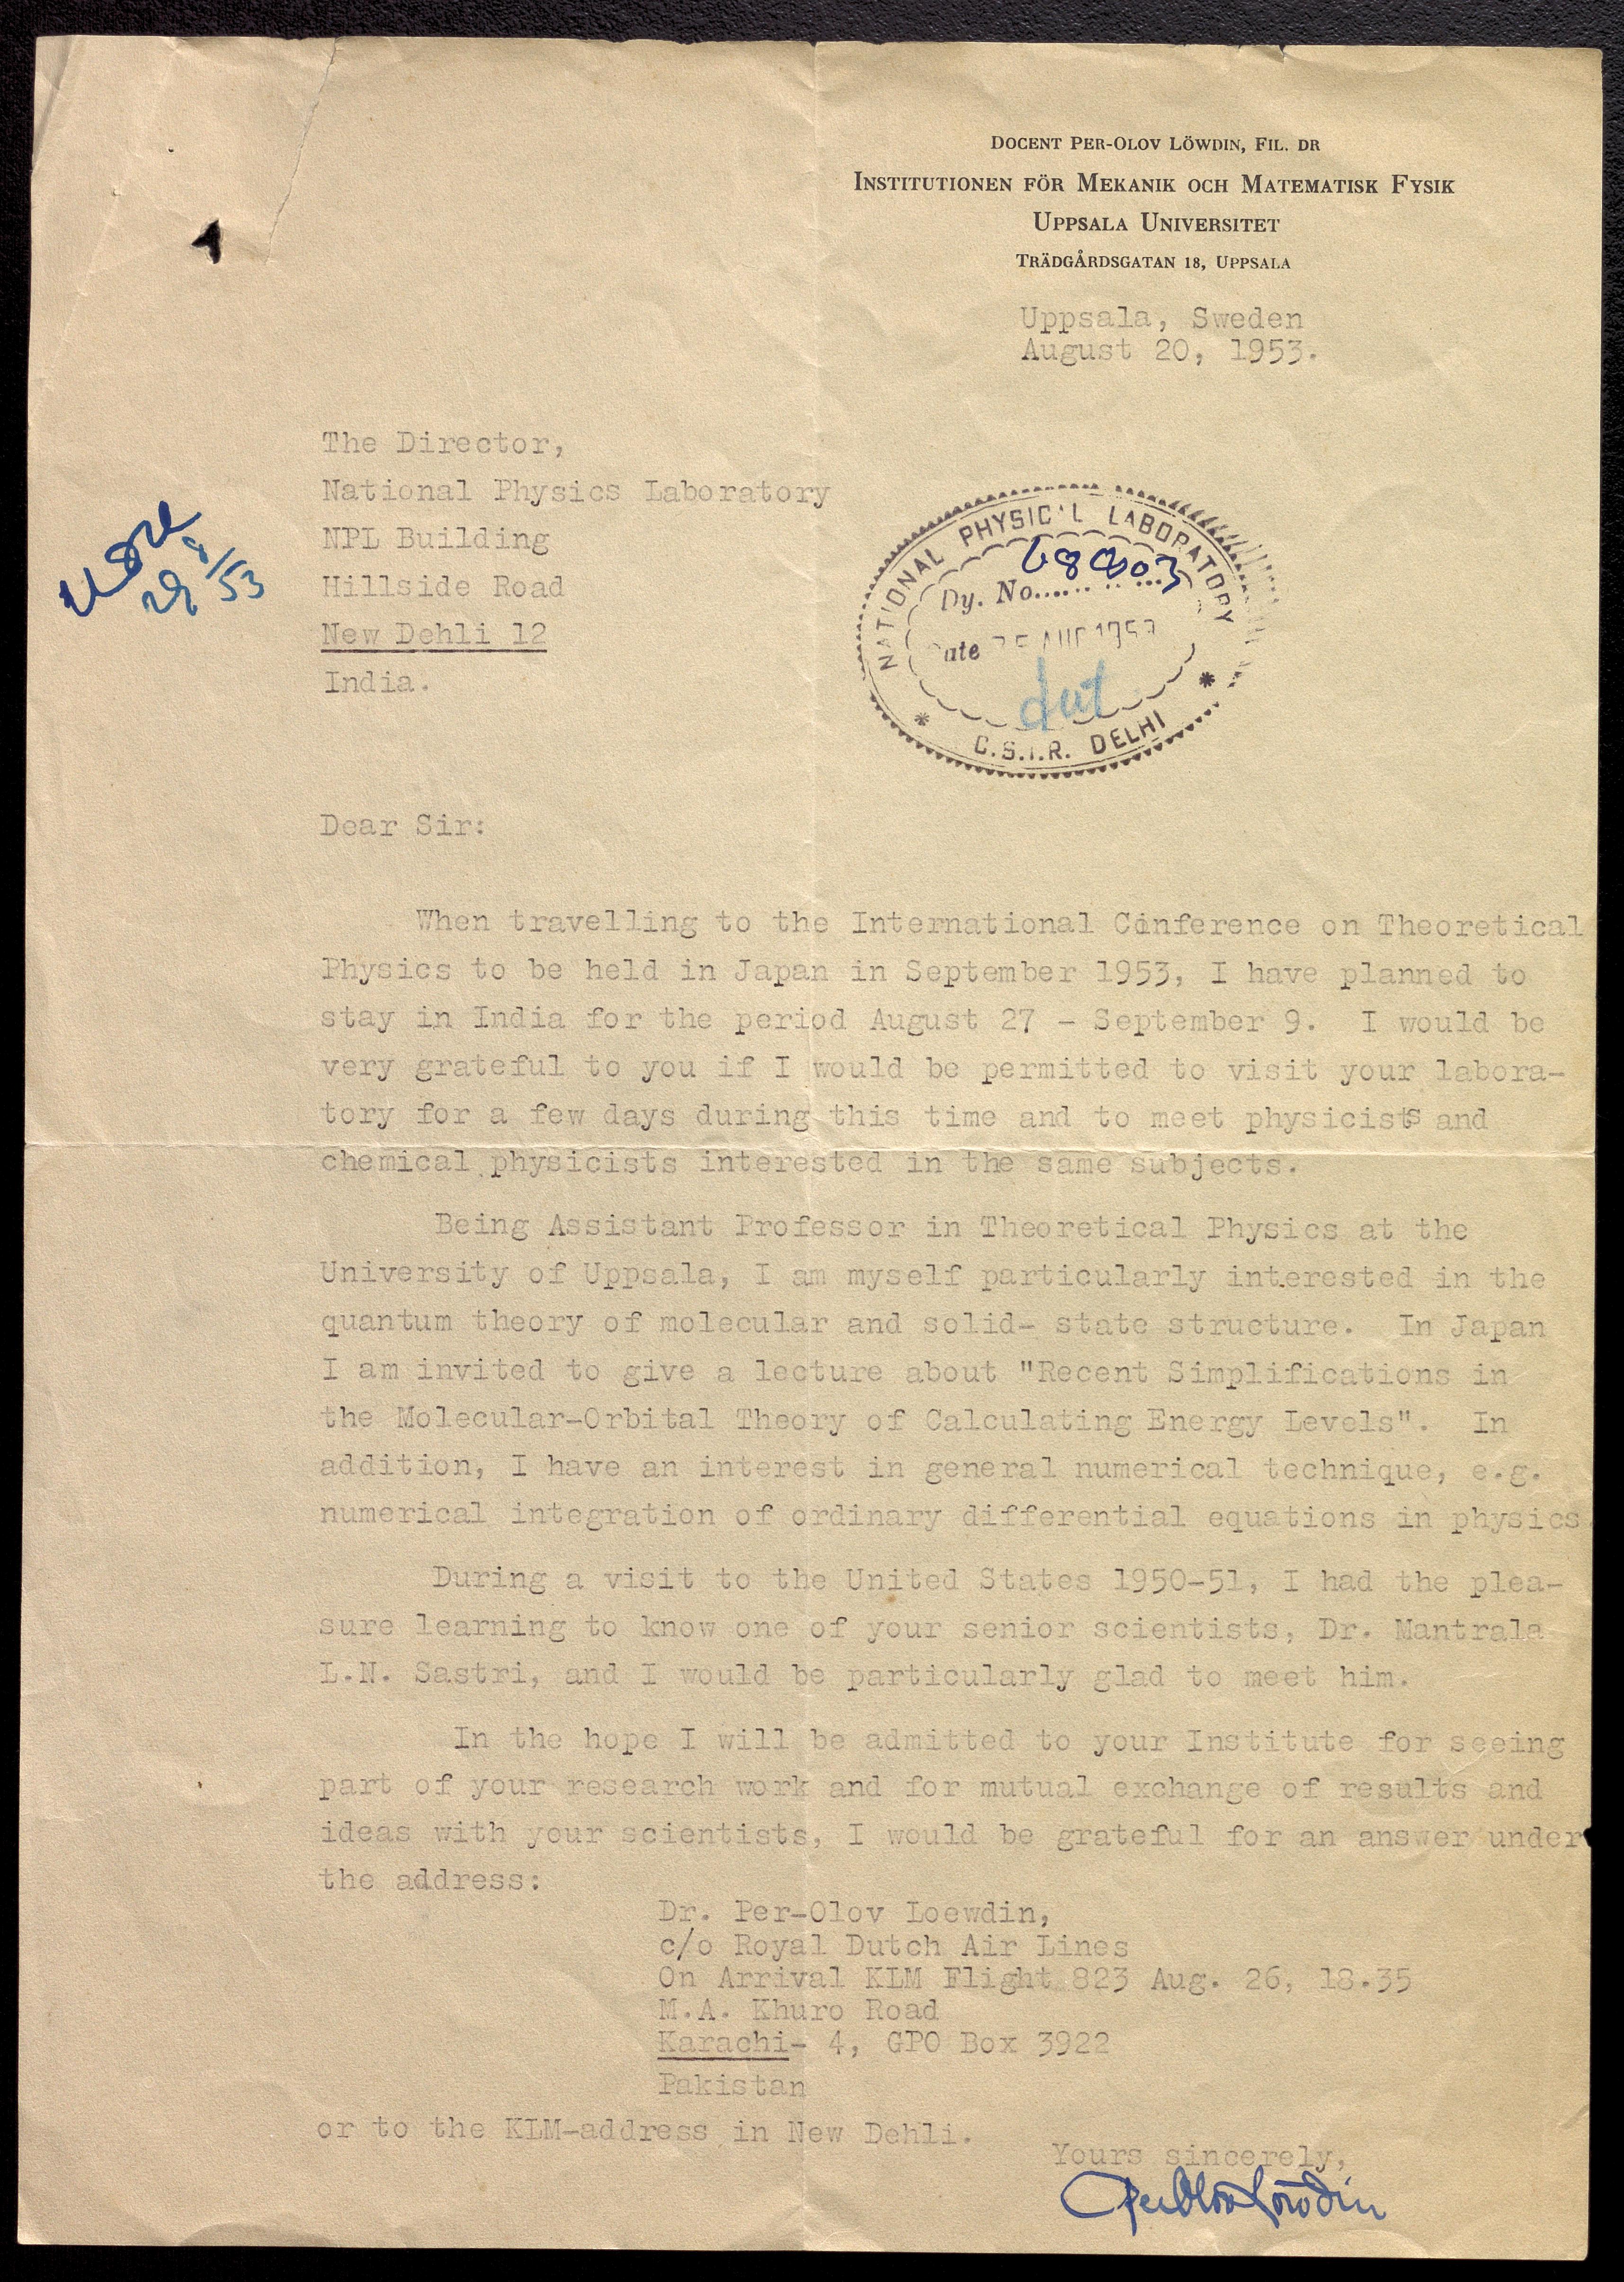 DOCENT PER-OLOV LÖWDIN, FIL. DR
INSTITUTIONEN FÖR MEKANIK OCH MATEMATISK FYSIK
UPPSALA UNIVERSITET
TRÄDGÅRDSGATAN 18, UPPSALA
Uppsala, Sweden
August 20, 1953.
The Director,
National Physics Laboratory
NPL Building
Hillside Road
New Dehli 12
India.
NATIONAL PHYSIC'L LABORATORY
Dy. No.
ate AUG 1953
C.S.I.R. DELHI
Dear Sir:
When travelling to the International Cinference on Theoretical
Physics to be held in Japan in September 1953, I have planned to
stay in India for the period August 27 - September 9. I would be
very grateful to you if I would be permitted to visit your labora-
tory for a few days during this time and to meet physicists and
chemical physicists interested in the same subjects.
Being Assistant Professor in Theoretical Physics at the
University of Uppsala, I am myself particularly interested in the
quantum theory of molecular and solid- state structure. In Japan
I am invited to give a lecture about "Recent Simplifications in
the Molecular-Orbital Theory of Calculating Energy Levels". In
addition, I have an interest in general numerical technique, e.g.
numerical integration of ordinary differential equations in physics
During a visit to the United States 1950-51, I had the plea-
sure learning to know one of your senior scientists, Dr. Mantrala
L.N. Sastri, and I would be particularly glad to meet him.
In the hope I will be admitted to your Institute for seeing
part of your research work and for mutual exchange of results and
ideas with your scientists, I would be grateful for an answer under
the address:
Dr. Per-Olov Loewdin,
c/o Royal Dutch Air Lines
On Arrival KLM Flight 823 Aug. 26, 18.35
M.A. Khuro Road
Karachi- 4, GPO Box 3922
Pakistan
or to the KLM-address in New Dehli.
Yours sincerely,
Per-Olov Löwdin